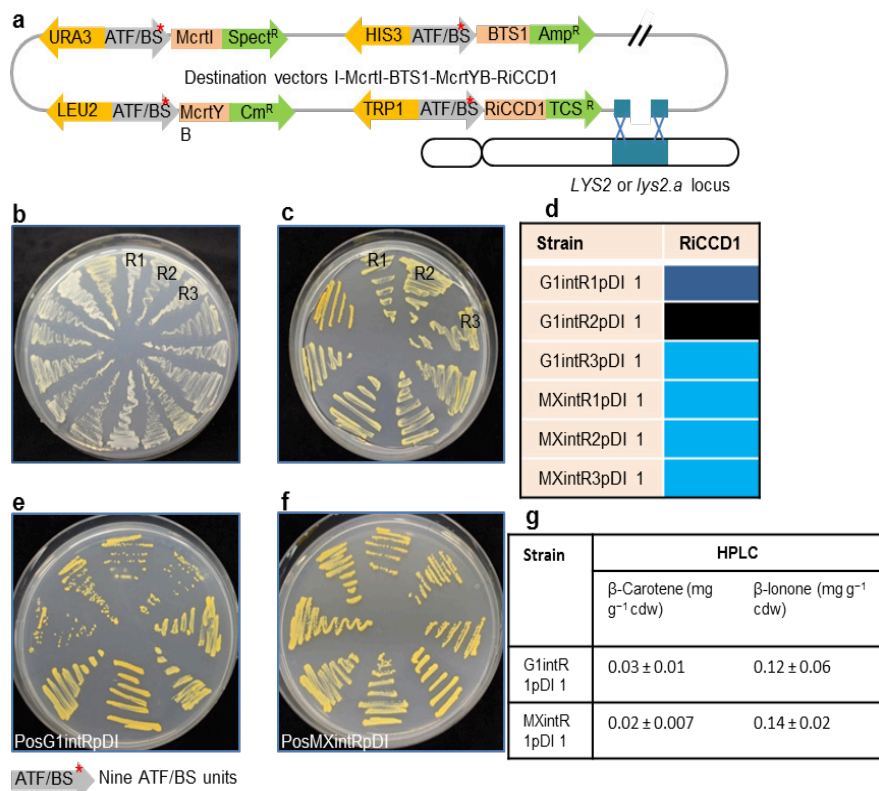 a
URA3 ATF/BS* McrtI Spectᴿ HIS3 ATF/BS* BTS1 Ampᴿ
Destination vectors I-McrtI-BTS1-McrtYB-RiCCD1
LEU2 ATF/BS* McrtY Cmᴿ TRP1 ATF/BS* RiCCD1 TCS ᴿ
B
LYS2 or lys2.a locus
b
R1
R2
R3
c
R1
R2
R3
d
Strain RiCCD1
G1intR1pDI 1
G1intR2pDI 1
G1intR3pDI 1
MXintR1pDI 1
MXintR2pDI 1
MXintR3pDI 1
e
PosG1intRpDI
f
PosMXintRpDI
g
Strain HPLC
β-Carotene (mg β-Ionone (mg g⁻¹
g⁻¹ cdw) cdw)
G1intR 0.03 ± 0.01 0.12 ± 0.06
1pDI 1
MXintR 0.02 ± 0.007 0.14 ± 0.02
1pDI 1
ATF/BS* Nine ATF/BS units